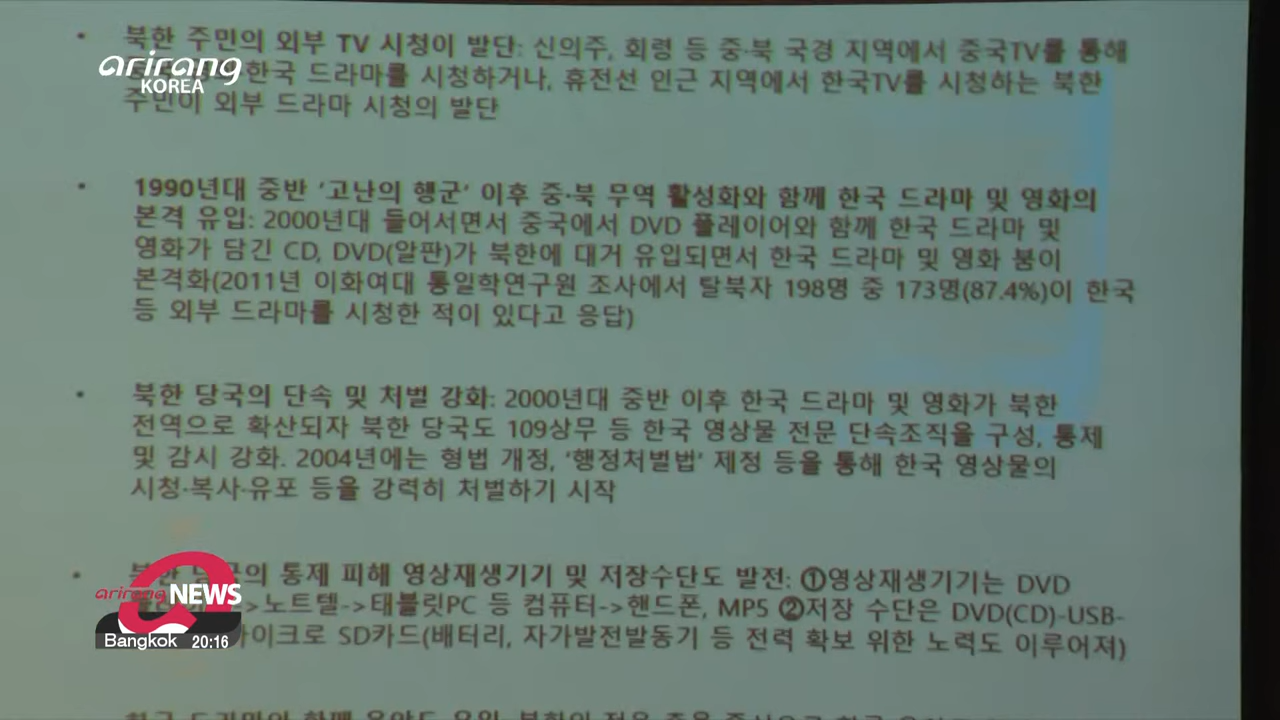 arirang
KOREA
• 북한 주민의 외부 TV 시청이 발단: 신의주, 회령 등 중·북 국경 지역에서 중국TV를 통해
한국 드라마를 시청하거나, 휴전선 인근 지역에서 한국TV를 시청하는 북한
주민이 외부 드라마 시청의 발단
• 1990년대 중반 '고난의 행군' 이후 중·북 무역 활성화와 함께 한국 드라마 및 영화의
본격 유입: 2000년대 들어서면서 중국에서 DVD 플레이어와 함께 한국 드라마 및
영화가 담긴 CD, DVD(알판)가 북한에 대거 유입되면서 한국 드라마 및 영화 붐이
본격화(2011년 이화여대 통일학연구원 조사에서 탈북자 198명 중 173명(87.4%)이 한국
등 외부 드라마를 시청한 적이 있다고 응답)
• 북한 당국의 단속 및 처벌 강화: 2000년대 중반 이후 한국 드라마 및 영화가 북한
전역으로 확산되자 북한 당국도 109상무 등 한국 영상물 전문 단속조직을 구성, 통제
및 감시 강화. 2004년에는 형법 개정, '행정처벌법' 제정 등을 통해 한국 영상물의
시청·복사·유포 등을 강력히 처벌하기 시작
• 북한 당국의 통제 피해 영상재생기기 및 저장수단도 발전: ①영상재생기기는 DVD
->노트텔->태블릿PC 등 컴퓨터->핸드폰, MP5 ②저장 수단은 DVD(CD)-USB-
마이크로 SD카드(배터리, 자가발전발동기 등 전력 확보 위한 노력도 이루어져)
arirang NEWS
Bangkok 20:16